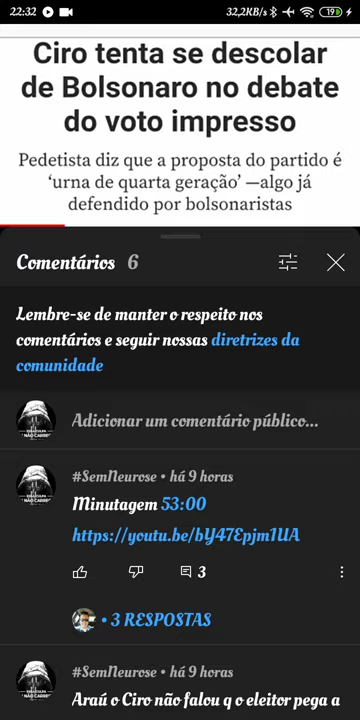 22:32 32,2KB/s 19
Ciro tenta se descolar
de Bolsonaro no debate
do voto impresso
Pedetista diz que a proposta do partido é
‘urna de quarta geração’ —algo já
defendido por bolsonaristas
Comentários 6
Lembre-se de manter o respeito nos
comentários e seguir nossas diretrizes da
comunidade
Adicionar um comentário público...
#SemNeurose • há 9 horas
Minutagem 53:00
https://youtu.be/bY47Epjm1UA
3
• 3 RESPOSTAS
#SemNeurose • há 9 horas
Araú o Ciro não falou q o eleitor pega a